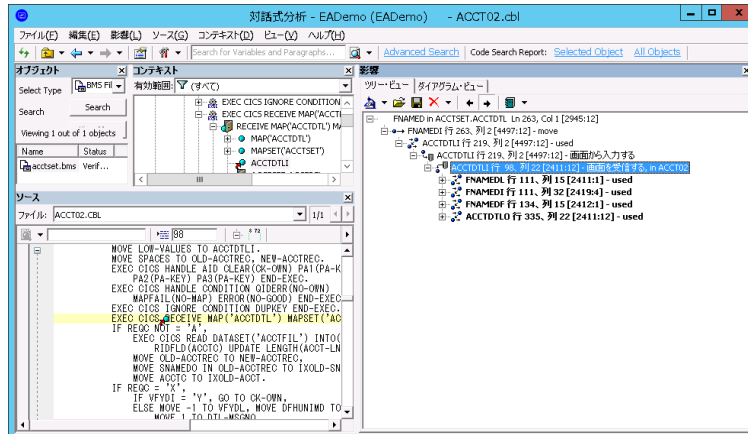 対話式分析 - EADemo (EADemo) - ACCT02.cbl
ファイル(F) 編集(E) 影響(L) ソース(G) コンテキスト(D) ビュー(V) ヘルプ(H)
Search for Variables and Paragraphs... Advanced Search Code Search Report: Selected Object All Objects
オブジェクト
Select Type BMS Fil
Search Search
Viewing 1 out of 1 objects
Name Status
acctset.bms Verif...
コンテキスト
有効範囲: (すべて)
EXEC CICS IGNORE CONDITION
EXEC CICS RECEIVE MAP('ACCTI
RECEIVE MAP('ACCTDTL') M
MAP('ACCTDTL')
MAPSET('ACCTSET')
ACCTDTLI
ソース
ファイル: ACCT02.CBL 1/1
98
MOVE LOW-VALUES TO ACCTDTLI.
MOVE SPACES TO OLD-ACCTREC, NEW-ACCTREC.
EXEC CICS HANDLE AID CLEAR(CK-OWN) PA1(PA-K
PA2(PA-KEY) PA3(PA-KEY) END-EXEC.
EXEC CICS HANDLE CONDITION QIDERR(NO-OWN)
MAPFAIL(NO-MAP) ERROR(NO-GOOD) END-EXEC
EXEC CICS IGNORE CONDITION DUPKEY END-EXEC.
EXEC CICS RECEIVE MAP('ACCTDTL') MAPSET('AC
IF REQC NOT = 'A',
EXEC CICS READ DATASET('ACCTFIL') INTO(
RIDFLD(ACCTC) UPDATE LENGTH(ACCT-LN
MOVE OLD-ACCTREC TO NEW-ACCTREC,
MOVE SNAMEDO IN OLD-ACCTREC TO IXOLD-SN
MOVE ACCTC TO IXOLD-ACCT.
IF REQC = 'X',
IF VFYDI = 'Y', GO TO CK-OWN,
ELSE MOVE -1 TO VFYDL, MOVE DFHUNIMD TO
MOVE 1 TO DTL-MSGNO
影響
ツリー・ビュー ダイアグラム・ビュー
FNAMED in ACCTSET.ACCTDTL Ln 263, Col 1 [2945:12]
FNAMEDI 行 263, 列 2 [4497:12] - move
ACCTDTLI 行 219, 列 2 [4497:12] - used
ACCTDTLI 行 219, 列 2 [4497:12] - 画面から入力する
ACCTDTLI 行 98, 列 22 [2411:12] - 画面を受信する, in ACCT02
FNAMEDL 行 111, 列 15 [2411:1] - used
FNAMEDI 行 111, 列 32 [2419:4] - used
FNAMEDF 行 134, 列 15 [2412:1] - used
ACCTDTLO 行 335, 列 22 [2411:12] - used